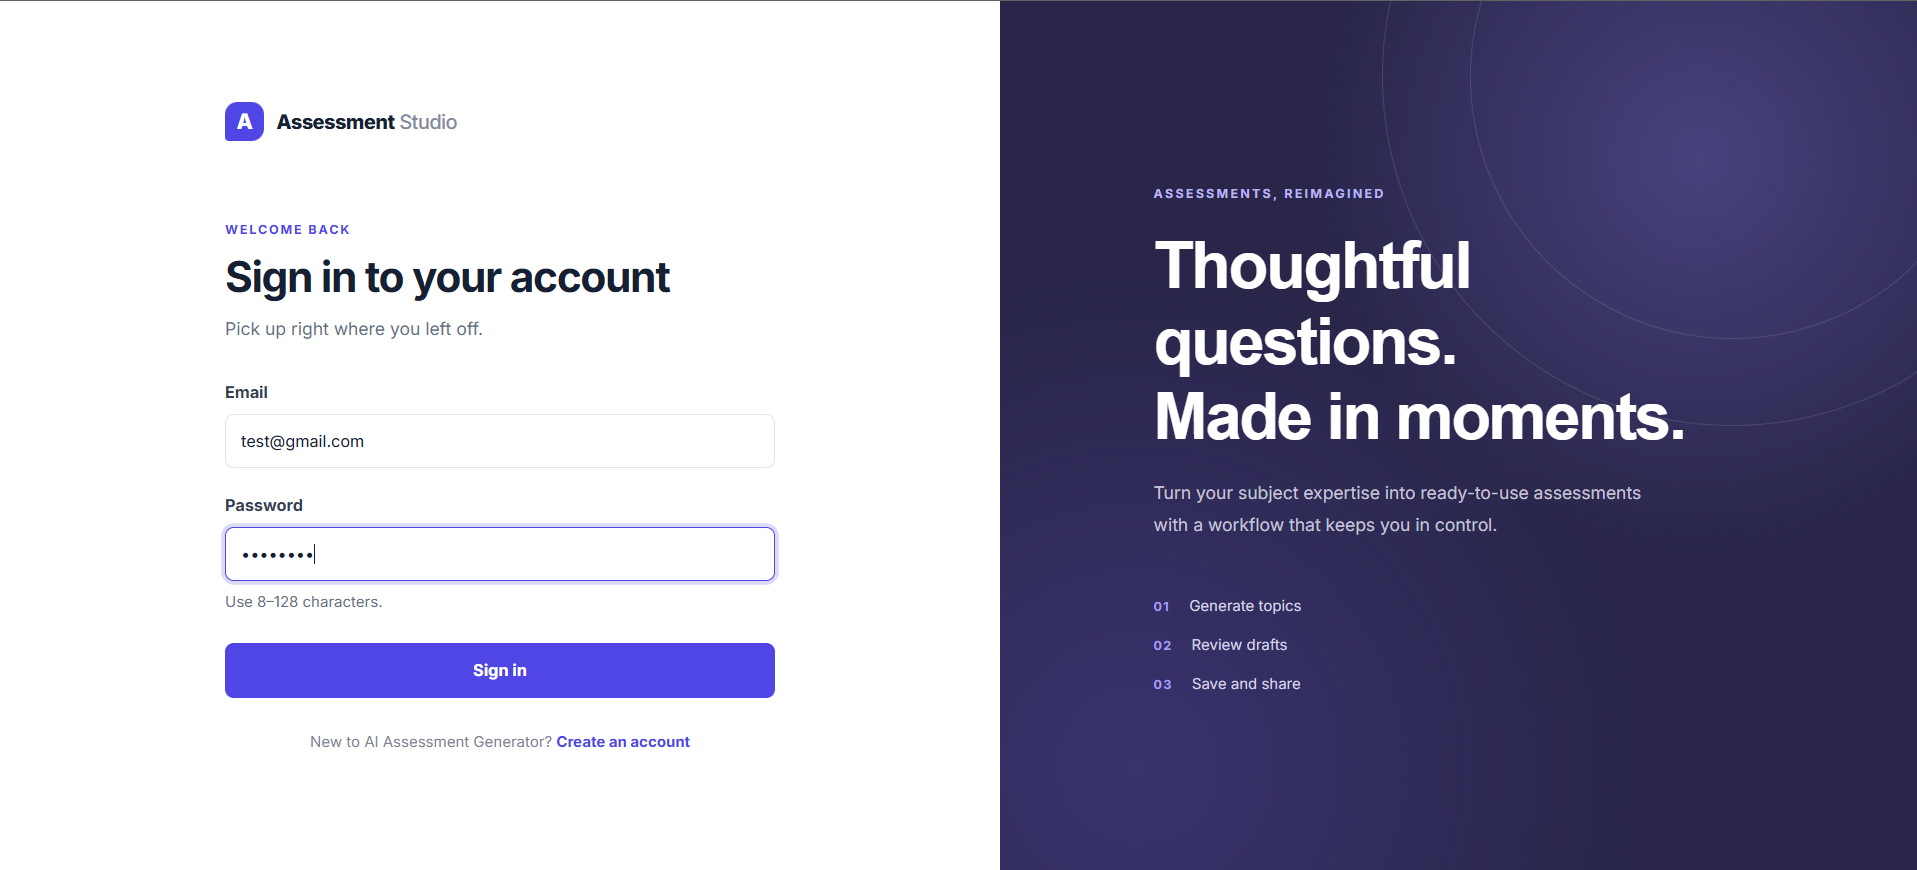 A Assessment Studio
WELCOME BACK
Sign in to your account
Pick up right where you left off.
Email
test@gmail.com
Password
••••••••
Use 8–128 characters.
Sign in
New to AI Assessment Generator? Create an account
ASSESSMENTS, REIMAGINED
Thoughtful
questions.
Made in moments.
Turn your subject expertise into ready-to-use assessments
with a workflow that keeps you in control.
01 Generate topics
02 Review drafts
03 Save and share